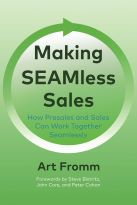 Making
SEAMless
Sales
How Presales and Sales
Can Work Together
Seamlessly
Art Fromm
Forewords by Steve Bistritz,
John Care, and Peter Cohan